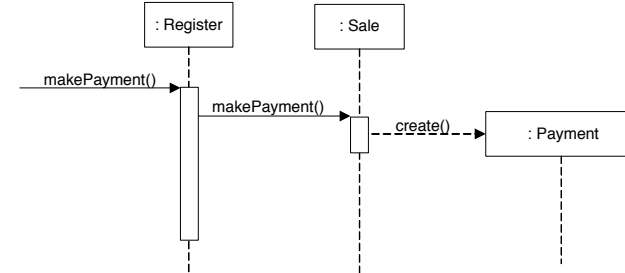 : Register
: Sale
makePayment()
makePayment()
create()
: Payment